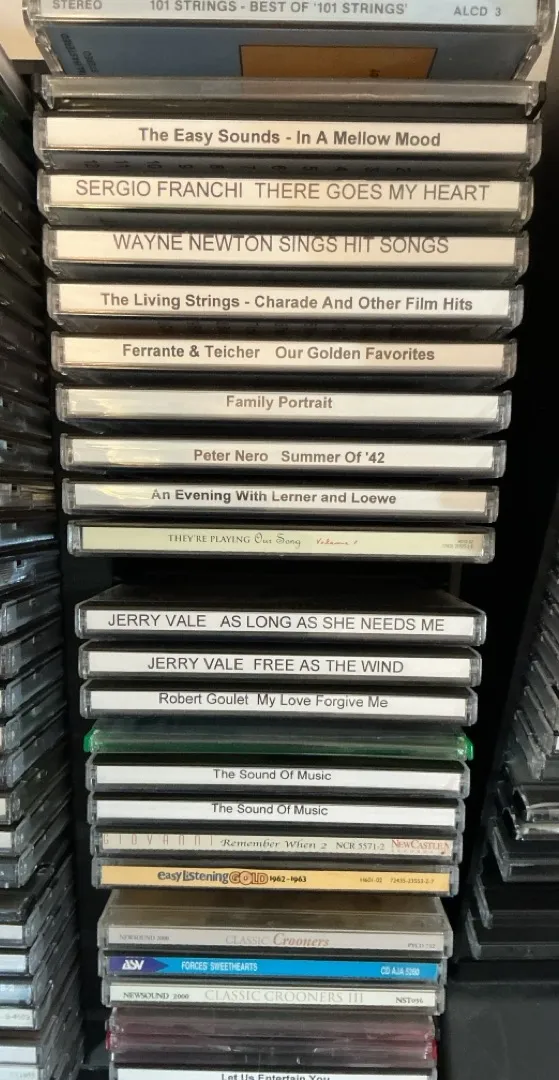 STEREO 101 STRINGS - BEST OF '101 STRINGS' ALCD 3
The Easy Sounds - In A Mellow Mood
SERGIO FRANCHI THERE GOES MY HEART
WAYNE NEWTON SINGS HIT SONGS
The Living Strings - Charade And Other Film Hits
Ferrante & Teicher Our Golden Favorites
Family Portrait
Peter Nero Summer Of '42
An Evening With Lerner and Loewe
THEY'RE PLAYING Our Song Volume
JERRY VALE AS LONG AS SHE NEEDS ME
JERRY VALE FREE AS THE WIND
Robert Goulet My Love Forgive Me
The Sound Of Music
The Sound Of Music
GIOVANNI Remember When 2 NCR 5571-2 NEWCASTLE
easy Listening GOLD 1962-1963
NEWSOUND 2000 CLASSIC Crooners
ASV FORCES SWEETHEARTS CD AJA 5260
NEWSOUND 2000 CLASSIC CROONERS III NST056
Let Us Entertain You